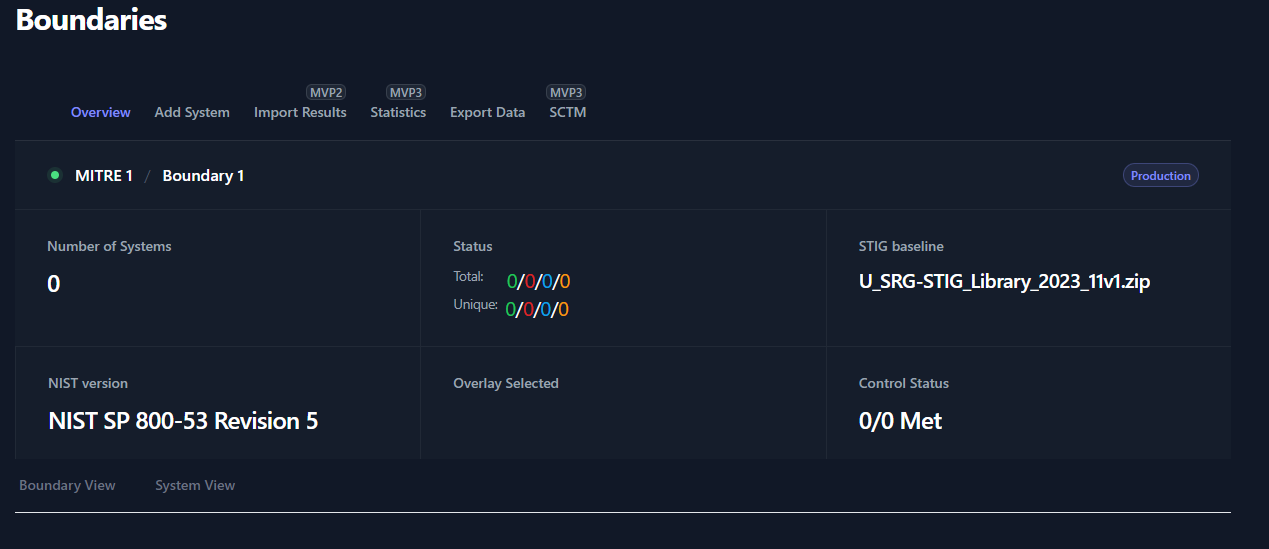 Boundaries
MVP2 MVP3 MVP3
Overview Add System Import Results Statistics Export Data SCTM
MITRE 1 / Boundary 1 Production
Number of Systems
0
Status
Total: 0/0/0/0
Unique: 0/0/0/0
STIG baseline
U_SRG-STIG_Library_2023_11v1.zip
NIST version
NIST SP 800-53 Revision 5
Overlay Selected
Control Status
0/0 Met
Boundary View System View